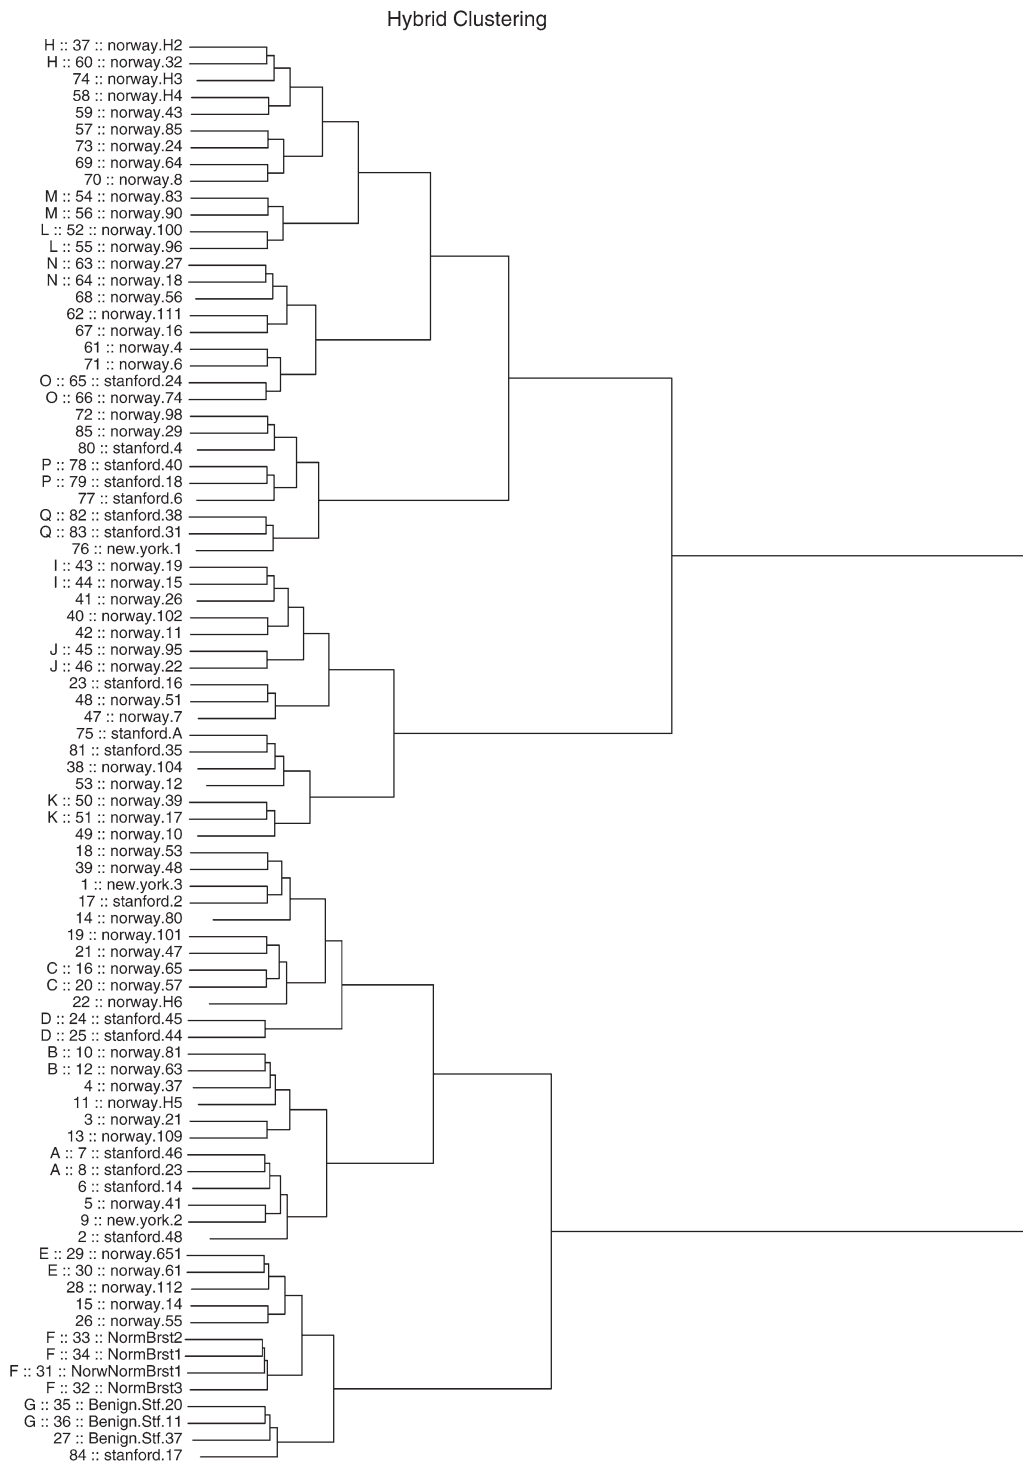 Hybrid Clustering
H :: 37 :: norway.H2
H :: 60 :: norway.32
74 :: norway.H3
58 :: norway.H4
59 :: norway.43
57 :: norway.85
73 :: norway.24
69 :: norway.64
70 :: norway.8
M :: 54 :: norway.83
M :: 56 :: norway.90
L :: 52 :: norway.100
L :: 55 :: norway.96
N :: 63 :: norway.27
N :: 64 :: norway.18
68 :: norway.56
62 :: norway.111
67 :: norway.16
61 :: norway.4
71 :: norway.6
O :: 65 :: stanford.24
O :: 66 :: norway.74
72 :: norway.98
85 :: norway.29
80 :: stanford.4
P :: 78 :: stanford.40
P :: 79 :: stanford.18
77 :: stanford.6
Q :: 82 :: stanford.38
Q :: 83 :: stanford.31
76 :: new.york.1
I :: 43 :: norway.19
I :: 44 :: norway.15
41 :: norway.26
40 :: norway.102
42 :: norway.11
J :: 45 :: norway.95
J :: 46 :: norway.22
23 :: stanford.16
48 :: norway.51
47 :: norway.7
75 :: stanford.A
81 :: stanford.35
38 :: norway.104
53 :: norway.12
K :: 50 :: norway.39
K :: 51 :: norway.17
49 :: norway.10
18 :: norway.53
39 :: norway.48
1 :: new.york.3
17 :: stanford.2
14 :: norway.80
19 :: norway.101
21 :: norway.47
C :: 16 :: norway.65
C :: 20 :: norway.57
22 :: norway.H6
D :: 24 :: stanford.45
D :: 25 :: stanford.44
B :: 10 :: norway.81
B :: 12 :: norway.63
4 :: norway.37
11 :: norway.H5
3 :: norway.21
13 :: norway.109
A :: 7 :: stanford.46
A :: 8 :: stanford.23
6 :: stanford.14
5 :: norway.41
9 :: new.york.2
2 :: stanford.48
E :: 29 :: norway.651
E :: 30 :: norway.61
28 :: norway.112
15 :: norway.14
26 :: norway.55
F :: 33 :: NormBrst2
F :: 34 :: NormBrst1
F :: 31 :: NorwNormBrst1
F :: 32 :: NormBrst3
G :: 35 :: Benign.Stf.20
G :: 36 :: Benign.Stf.11
27 :: Benign.Stf.37
84 :: stanford.17